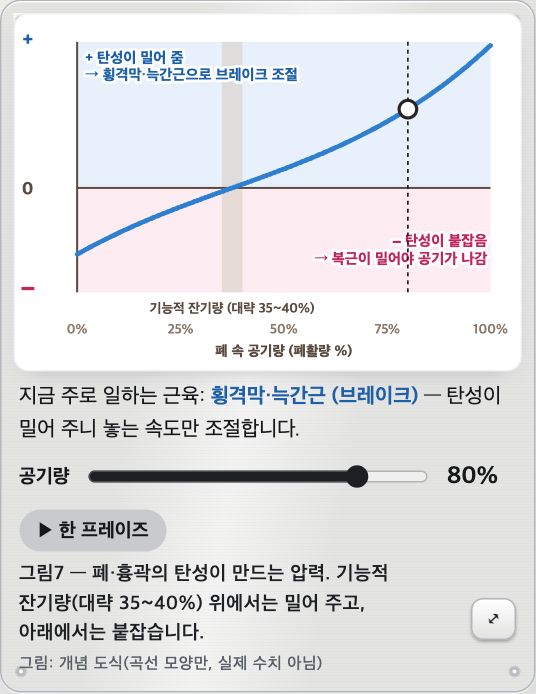 +
+ 탄성이 밀어 줌
→ 횡격막·늑간근으로 브레이크 조절
0
– 탄성이 붙잡음
→ 복근이 밀어야 공기가 나감
–
기능적 잔기량 (대략 35~40%)
0% 25% 50% 75% 100%
폐 속 공기량 (폐활량 %)
지금 주로 일하는 근육: 횡격막·늑간근 (브레이크) — 탄성이
밀어 주니 놓는 속도만 조절합니다.
공기량 80%
▶ 한 프레이즈
그림7 — 폐·흉곽의 탄성이 만드는 압력. 기능적
잔기량(대략 35~40%) 위에서는 밀어 주고,
아래에서는 붙잡습니다.
그림: 개념 도식(곡선 모양만, 실제 수치 아님)